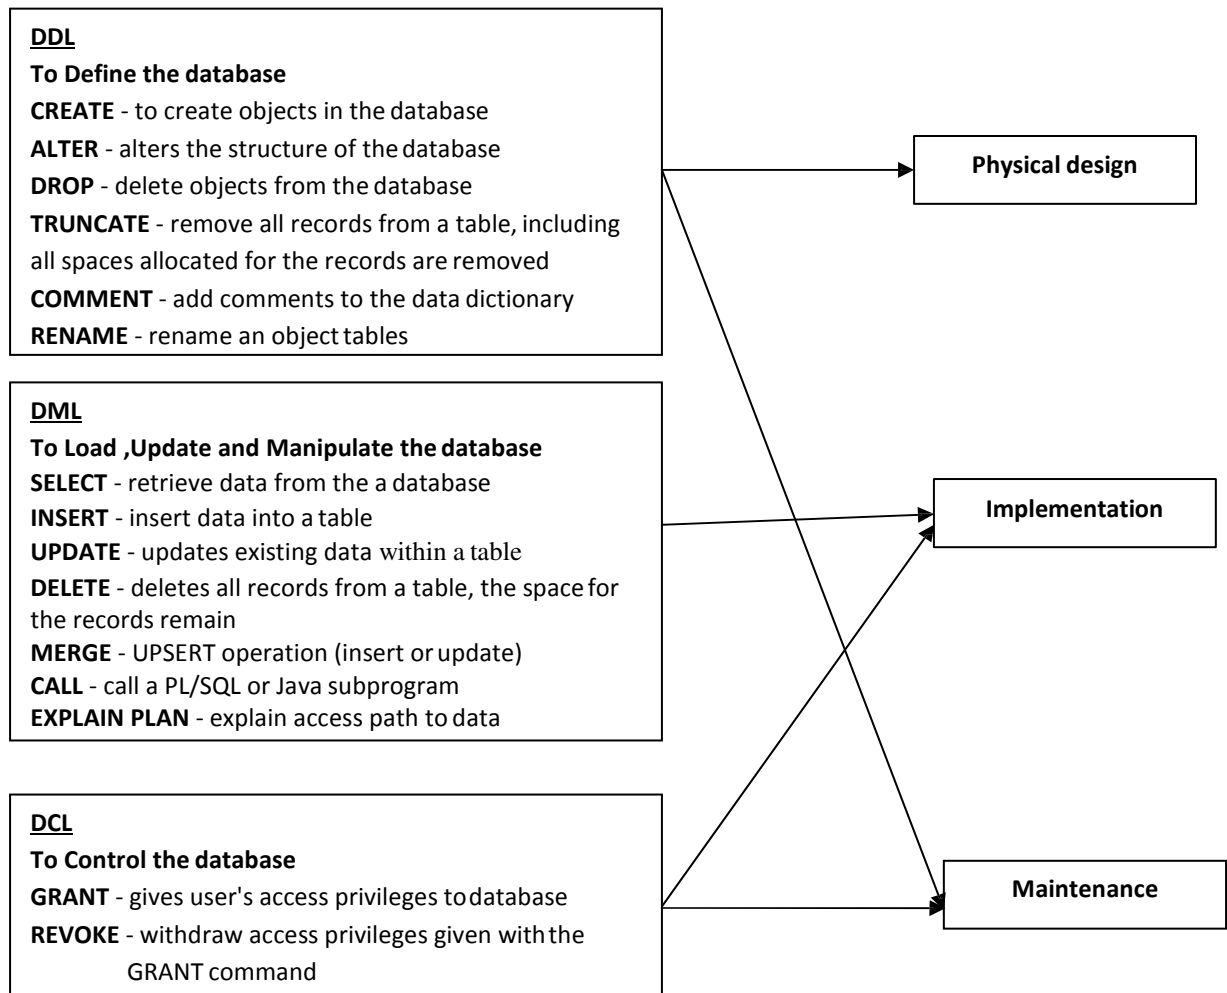 DDL
To Define the database
CREATE - to create objects in the database
ALTER - alters the structure of the database
DROP - delete objects from the database
TRUNCATE - remove all records from a table, including
all spaces allocated for the records are removed
COMMENT - add comments to the data dictionary
RENAME - rename an object tables
Physical design
DML
To Load ,Update and Manipulate the database
SELECT - retrieve data from the a database
INSERT - insert data into a table
UPDATE - updates existing data within a table
DELETE - deletes all records from a table, the space for
the records remain
MERGE - UPSERT operation (insert or update)
CALL - call a PL/SQL or Java subprogram
EXPLAIN PLAN - explain access path to data
Implementation
DCL
To Control the database
GRANT - gives user's access privileges to database
REVOKE - withdraw access privileges given with the
GRANT command
Maintenance